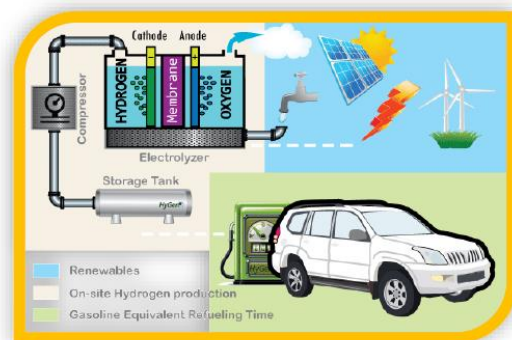 Cathode Anode
HYDROGEN
Membrane
OXYGEN
Compressor
Electrolyzer
Storage Tank
HyGen
HyGen
Renewables
On-site Hydrogen production
Gasoline Equivalent Refueling Time